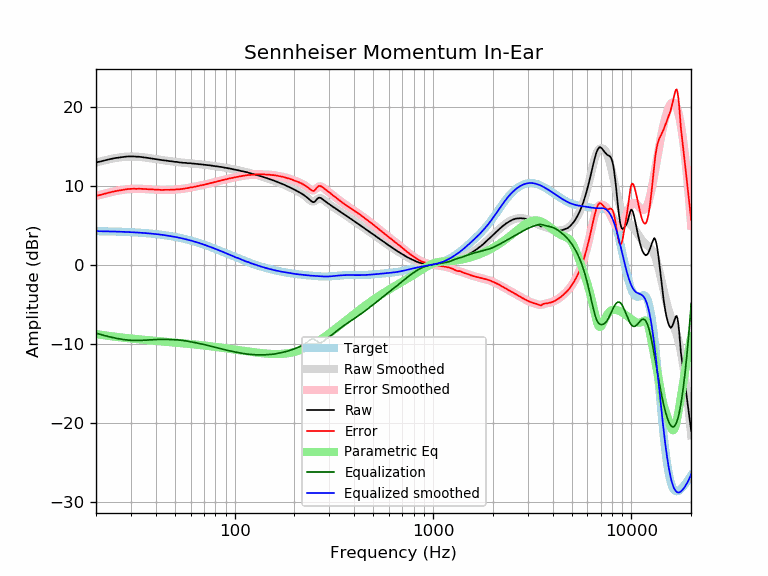 Sennheiser Momentum In-Ear
Amplitude (dBr)
20
10
0
−10
−20
−30
Target
Raw Smoothed
Error Smoothed
Raw
Error
Parametric Eq
Equalization
Equalized smoothed
100
1000
10000
Frequency (Hz)